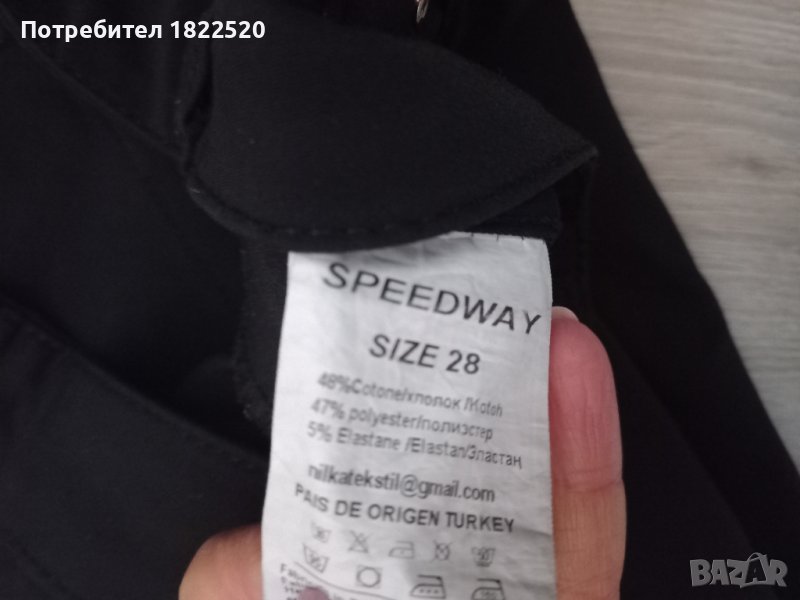 Потребител 1822520
SPEEDWAY
SIZE 28
48%Cotone/хлопок /Kotoh
47% polyester/полиэстер
5% Elastane /Elastan/Эластан
nilkatekstil@gmail.com
PAIS DE ORIGEN TURKEY
BAZAR